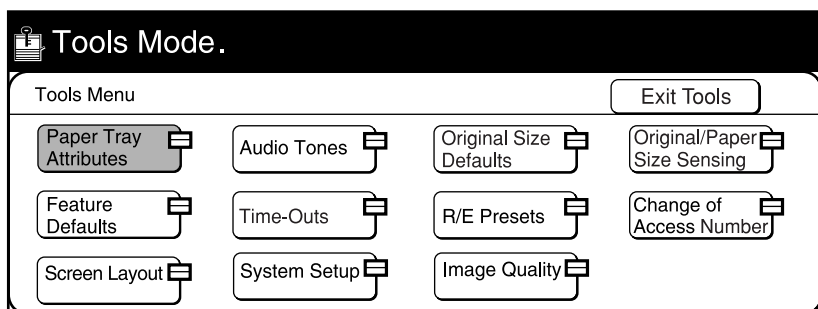 Tools Mode.
Tools Menu
Exit Tools
Paper Tray
Attributes
Audio Tones
Original Size
Defaults
Original/Paper
Size Sensing
Feature
Defaults
Time-Outs
R/E Presets
Change of
Access Number
Screen Layout
System Setup
Image Quality